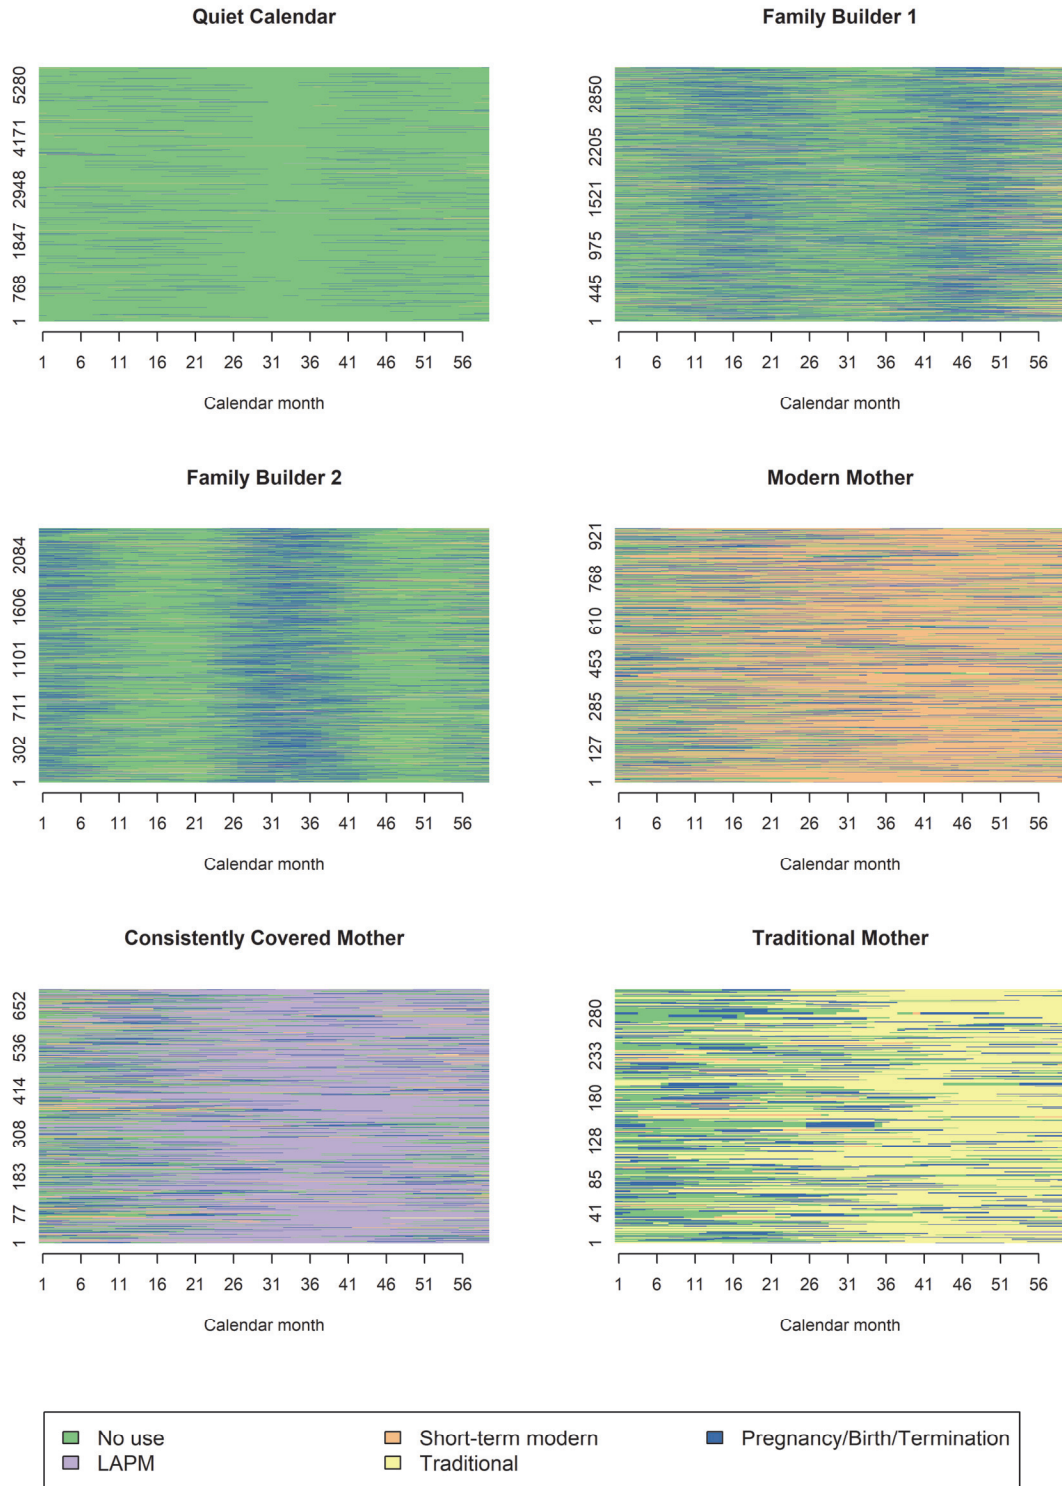 Quiet Calendar
Family Builder 1
5280
4171
2948
1847
768
1
1 6 11 16 21 26 31 36 41 46 51 56
Calendar month
2850
2205
1521
975
445
1
1 6 11 16 21 26 31 36 41 46 51 56
Calendar month
Family Builder 2
Modern Mother
2084
1606
1101
711
302
1
1 6 11 16 21 26 31 36 41 46 51 56
Calendar month
921
768
610
453
285
127
1
1 6 11 16 21 26 31 36 41 46 51 56
Calendar month
Consistently Covered Mother
Traditional Mother
652
536
414
308
183
77
1
1 6 11 16 21 26 31 36 41 46 51 56
Calendar month
280
233
180
128
85
41
1
1 6 11 16 21 26 31 36 41 46 51 56
Calendar month
No use Short-term modern Pregnancy/Birth/Termination
LAPM Traditional